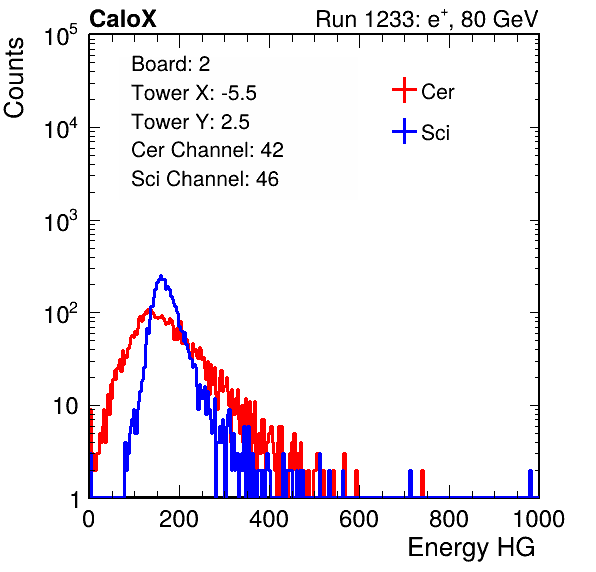 CaloX Run 1233: e⁺, 80 GeV
Counts
Board: 2
Tower X: -5.5
Tower Y: 2.5
Cer Channel: 42
Sci Channel: 46
Cer
Sci
10⁵
10⁴
10³
10²
10
1
0 200 400 600 800 1000
Energy HG